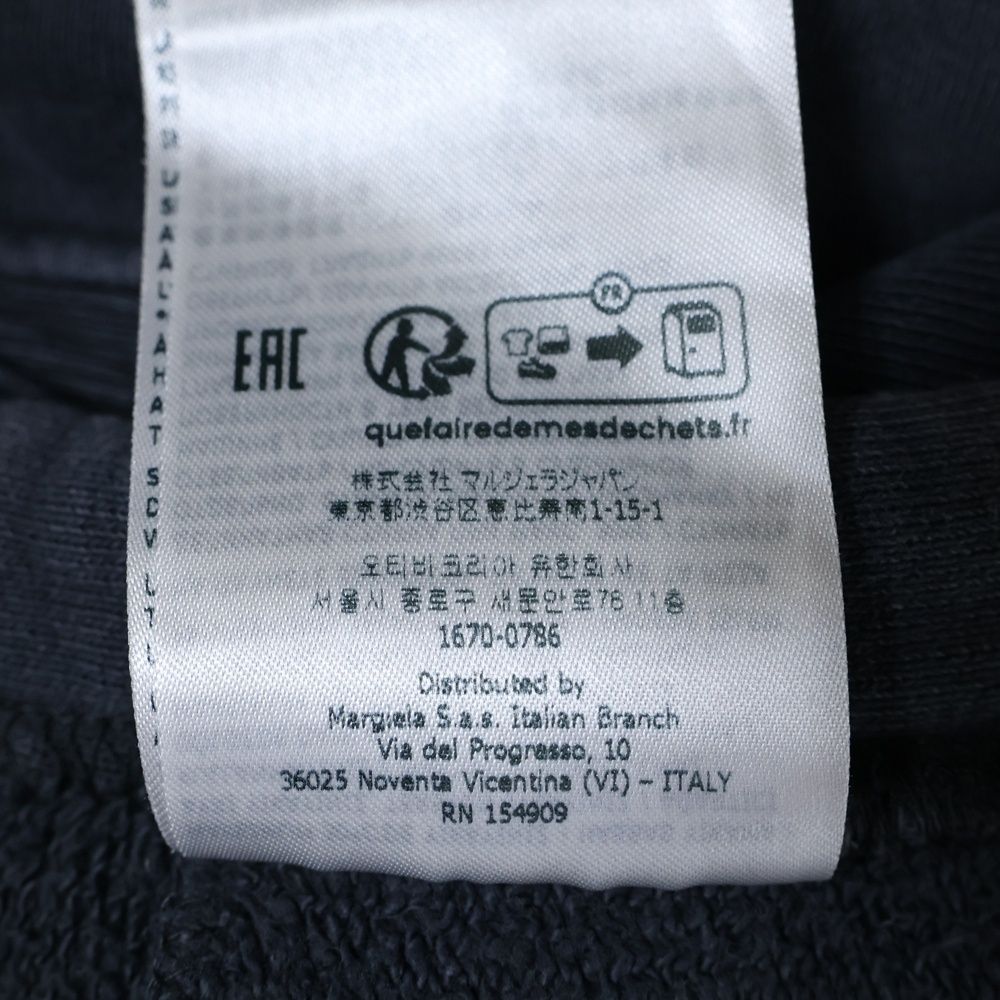 EAC
FR
quefairedemesdechets.fr
株式会社 マルジェラジャパン
東京都渋谷区恵比寿南1-15-1
오티비코리아 유한회사
서울시 종로구 새문안로76 11층
1670-0786
Distributed by
Margiela S.a.s. Italian Branch
Via del Progresso, 10
36025 Noventa Vicentina (VI) – ITALY
RN 154909